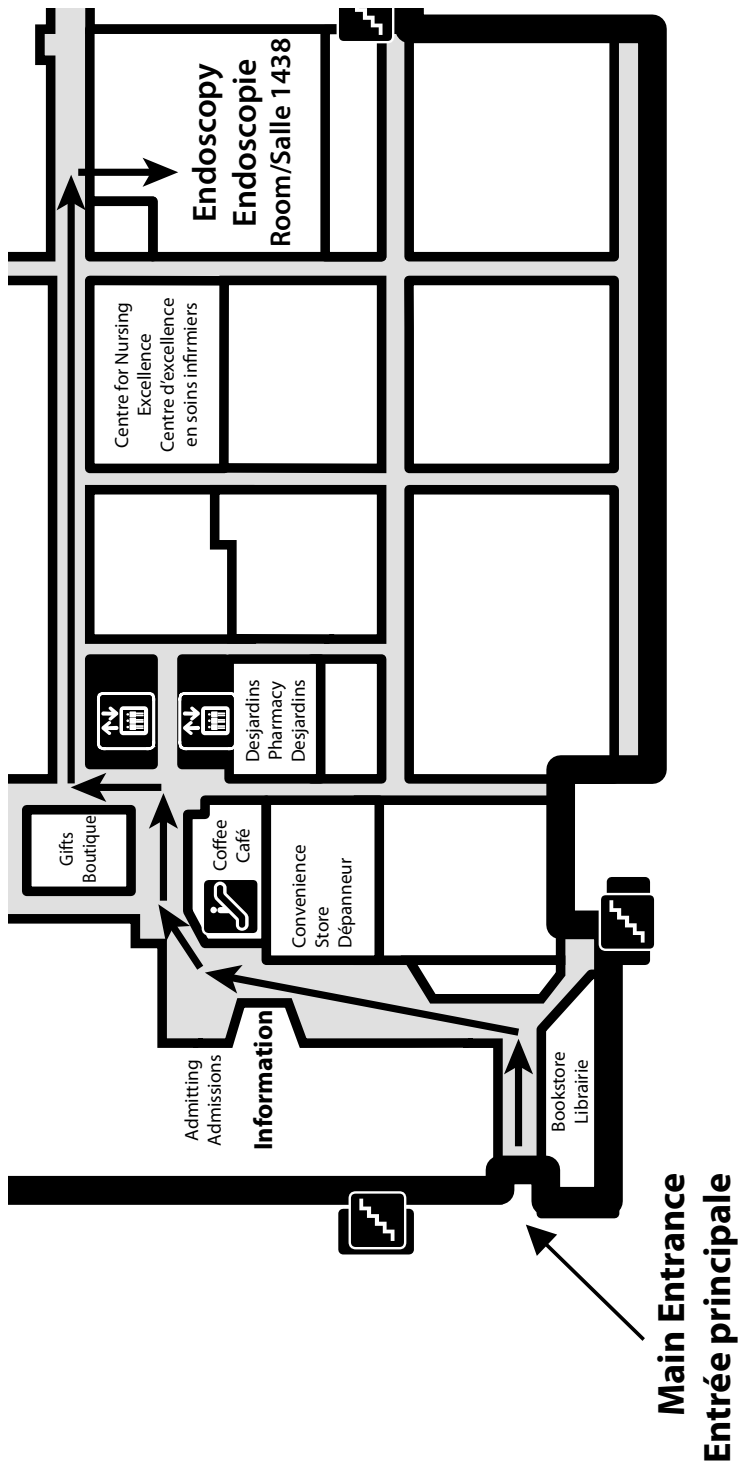 Endoscopy
Endoscopie
Room/Salle 1438
Centre for Nursing
Excellence
Centre d'excellence
en soins infirmiers
Desjardins
Pharmacy
Desjardins
Gifts
Boutique
Coffee
Café
Convenience
Store
Dépanneur
Admitting
Admissions
Information
Bookstore
Librairie
Main Entrance
Entrée principale